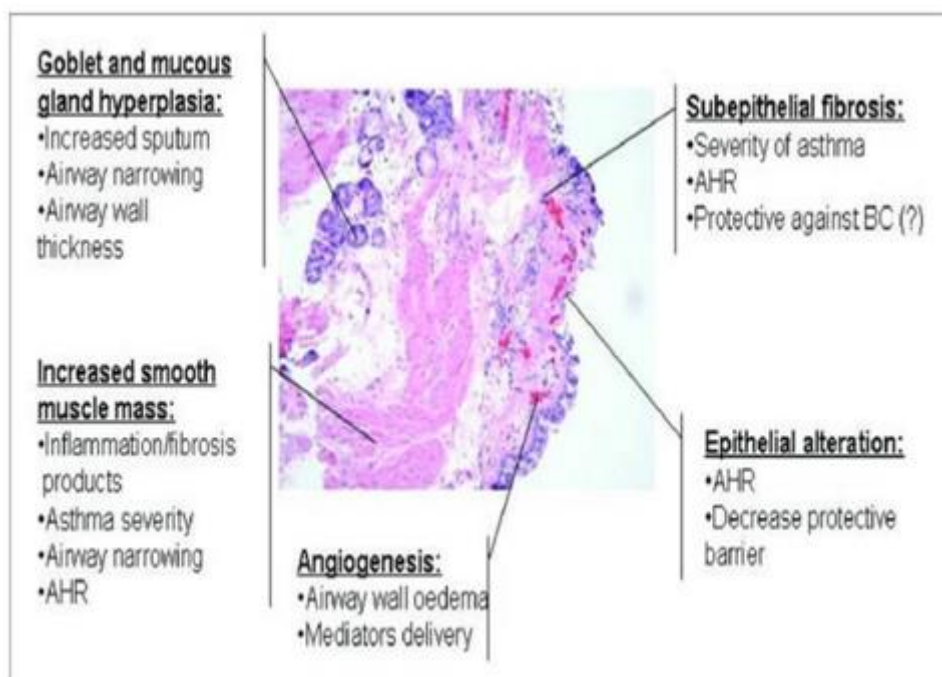 Goblet and mucous
gland hyperplasia:
•Increased sputum
•Airway narrowing
•Airway wall
thickness
Increased smooth
muscle mass:
•Inflammation/fibrosis
products
•Asthma severity
•Airway narrowing
•AHR
Angiogenesis:
•Airway wall oedema
•Mediators delivery
Subepithelial fibrosis:
•Severity of asthma
•AHR
•Protective against BC (?)
Epithelial alteration:
•AHR
•Decrease protective
barrier